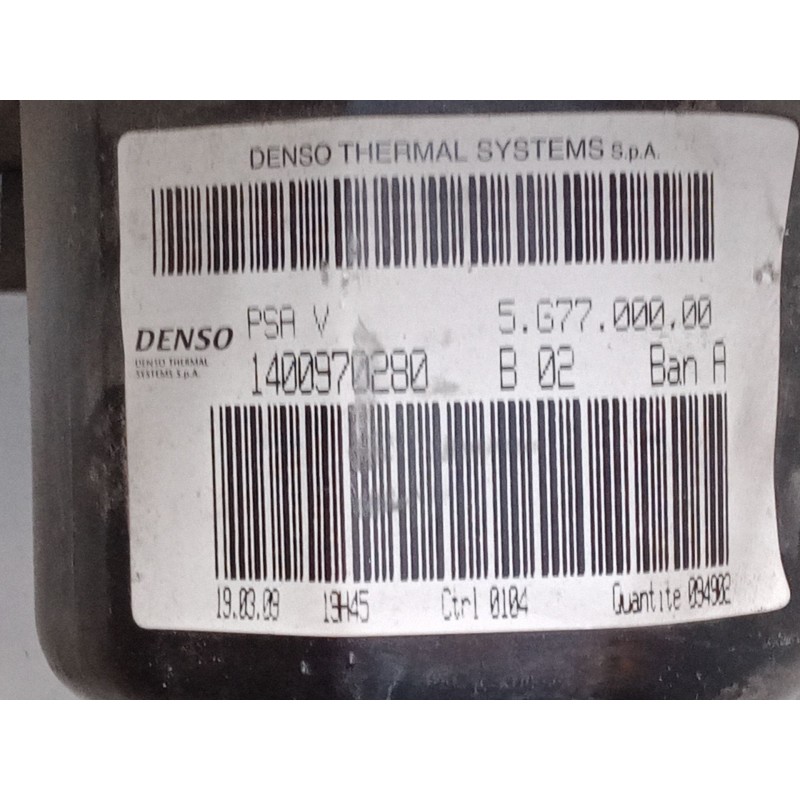 DENSO THERMAL SYSTEMS S.p.A.
PSA V 5.G77.000.00
DENSO
DENSO THERMAL
SYSTEMS S.p.A.
1400970280 B 02 Ban A
19.03.09 19H45 Ctrl 0104 Quantite 094902